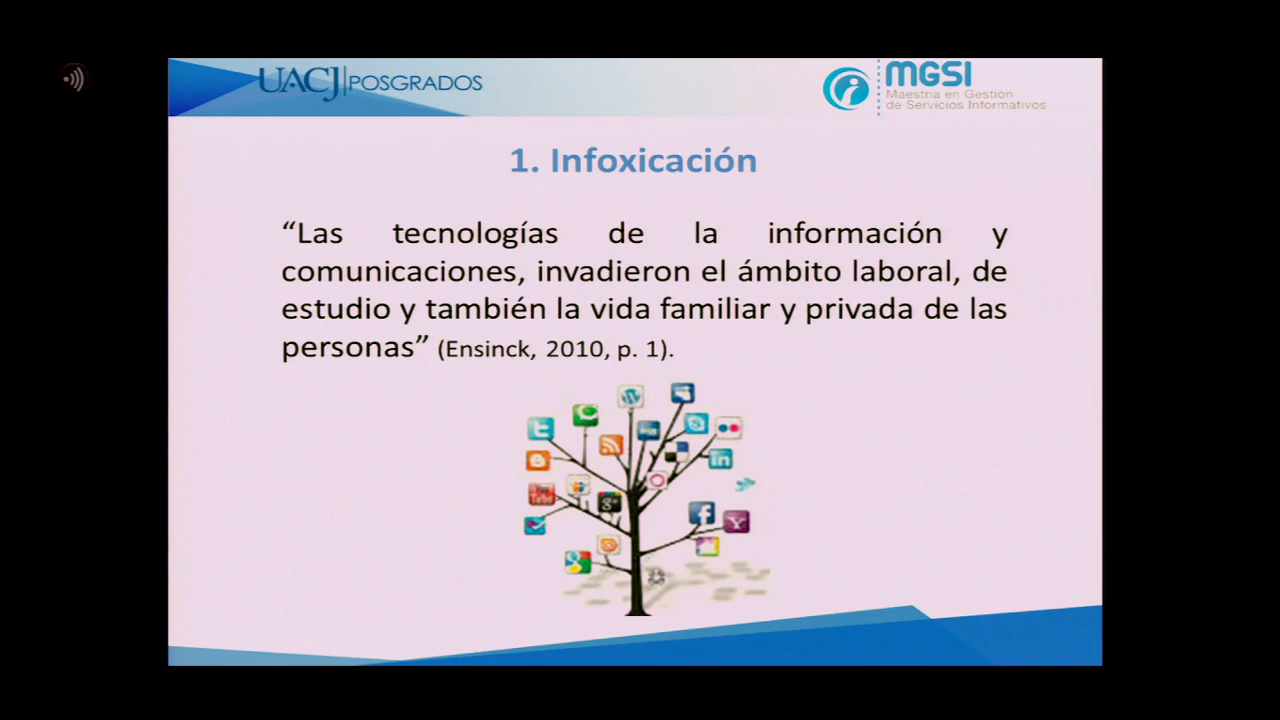 UACJ POSGRADOS
MGSI
Maestría en Gestión
de Servicios Informativos
1. Infoxicación
“Las tecnologías de la información y
comunicaciones, invadieron el ámbito laboral, de
estudio y también la vida familiar y privada de las
personas” (Ensinck, 2010, p. 1).